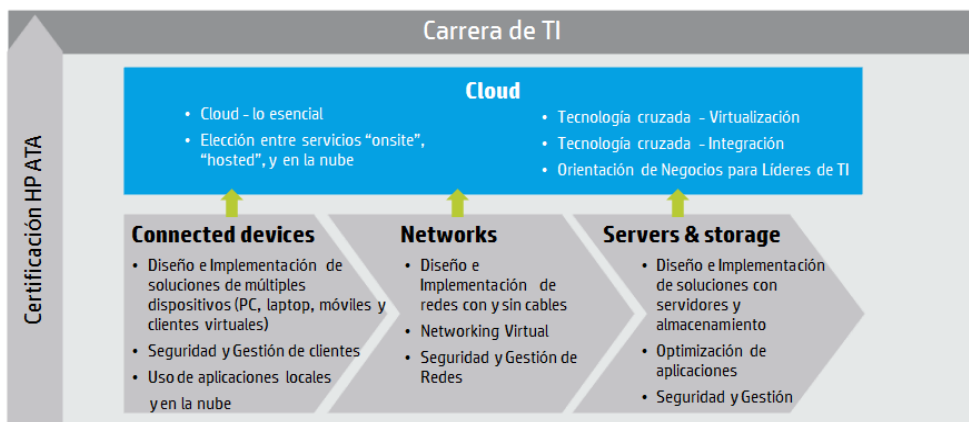 Carrera de TI
Certificación HP ATA
Cloud
• Cloud - lo esencial
• Elección entre servicios “onsite”,
“hosted”, y en la nube
• Tecnología cruzada - Virtualización
• Tecnología cruzada - Integración
• Orientación de Negocios para Líderes de TI
Connected devices
• Diseño e Implementación de
soluciones de múltiples
dispositivos (PC, laptop, móviles y
clientes virtuales)
• Seguridad y Gestión de clientes
• Uso de aplicaciones locales
y en la nube
Networks
• Diseño e
Implementación de
redes con y sin cables
• Networking Virtual
• Seguridad y Gestión de
Redes
Servers & storage
• Diseño e Implementación
de soluciones con
servidores y
almacenamiento
• Optimización de
aplicaciones
• Seguridad y Gestión